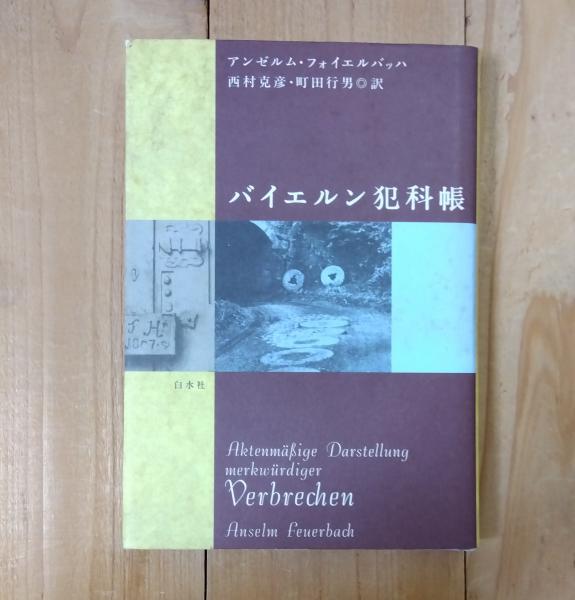 アンゼルム・フォイエルバッハ
西村克彦・町田行男◎訳
バイエルン犯科帳
J H
白水社
Aktenmäßige Darstellung
merkwürdiger
Verbrechen
Anselm Feuerbach